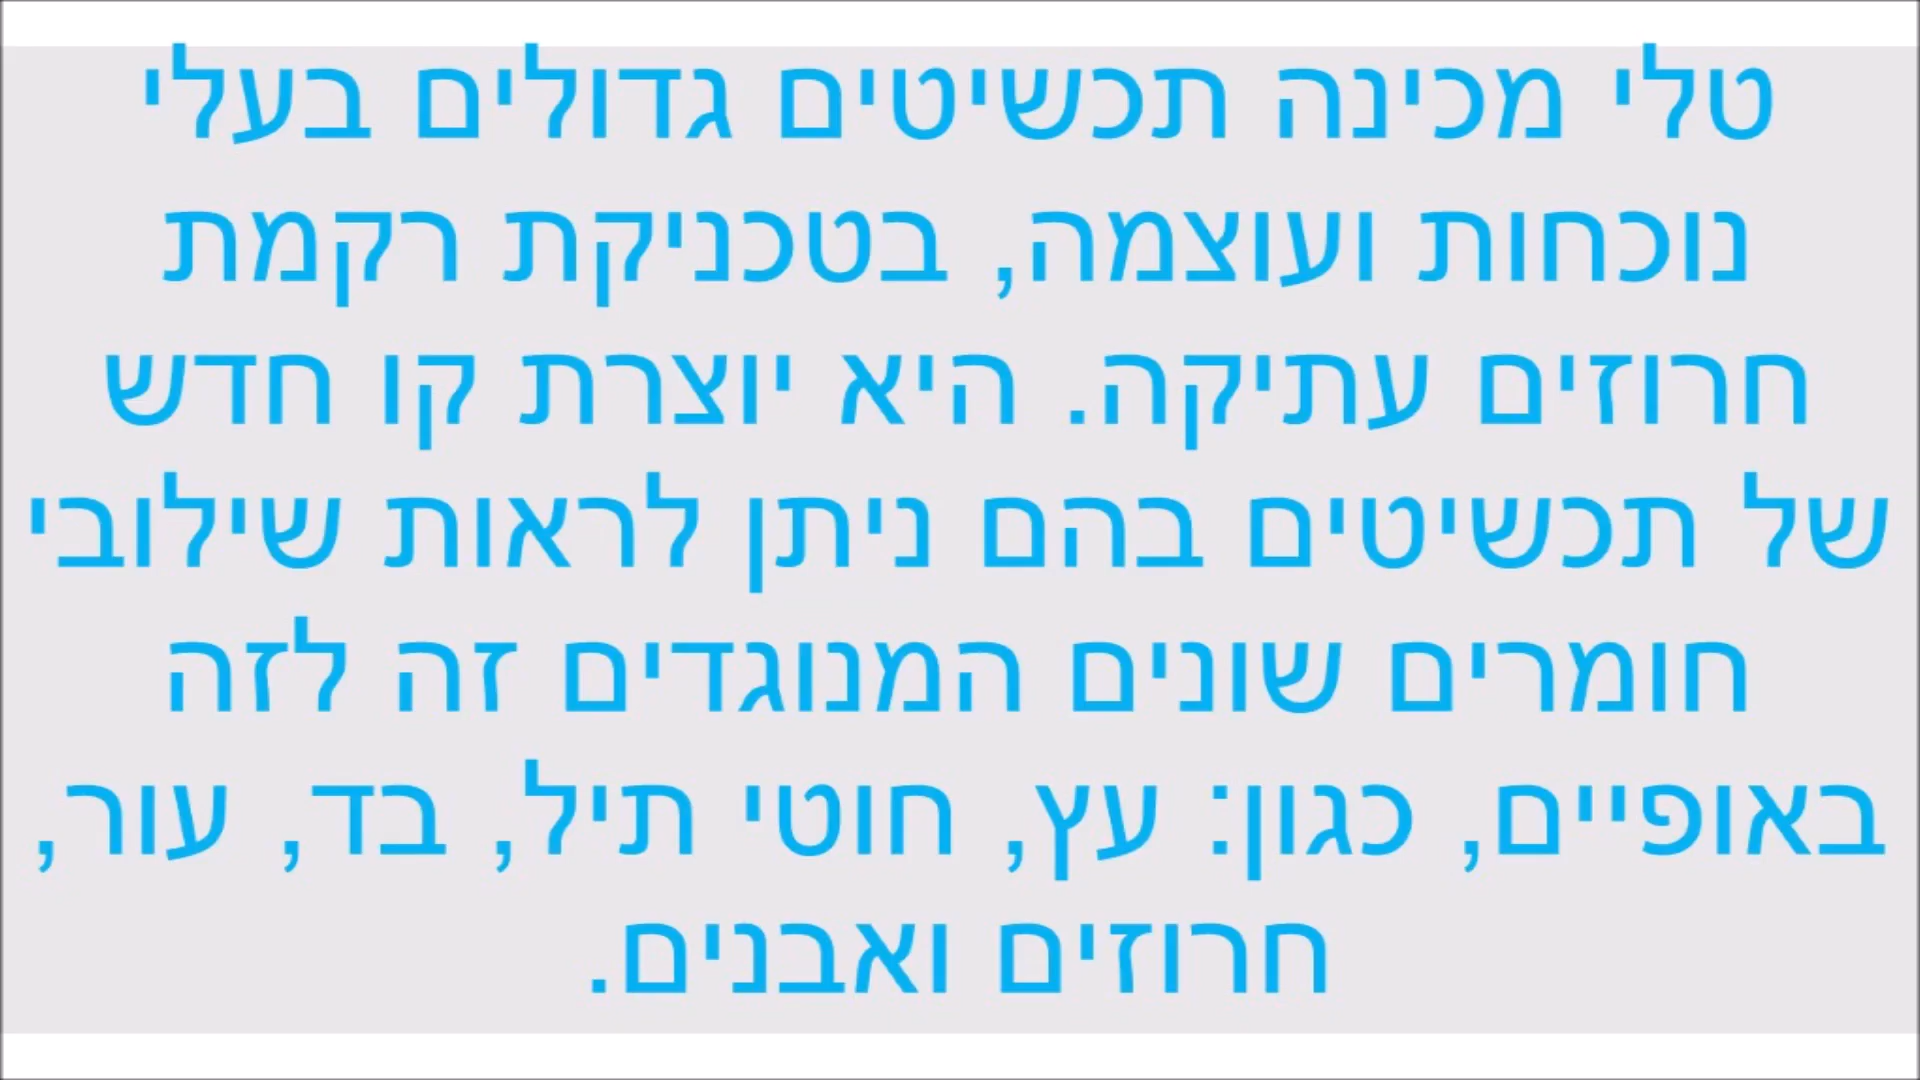 טלי מכינה תכשיטים גדולים בעלי
נוכחות ועוצמה, בטכניקת רקמת
חרוזים עתיקה. היא יוצרת קו חדש
של תכשיטים בהם ניתן לראות שילובי
חומרים שונים המנוגדים זה לזה
באופיים, כגון: עץ, חוטי תיל, בד, עור,
חרוזים ואבנים.